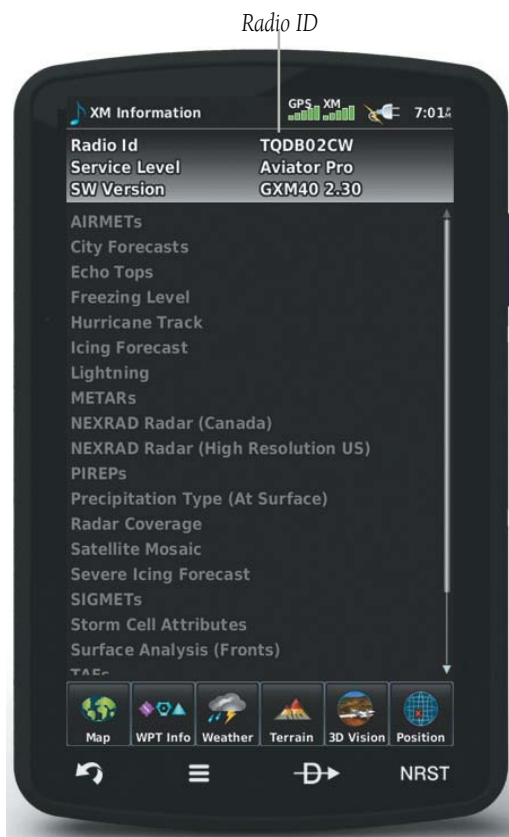 Radio ID
XM Information GPS XM 7:01
Radio Id TQDB02CW
Service Level Aviator Pro
SW Version GXM40 2.30
AIRMETs
City Forecasts
Echo Tops
Freezing Level
Hurricane Track
Icing Forecast
Lightning
METARs
NEXRAD Radar (Canada)
NEXRAD Radar (High Resolution US)
PIREPs
Precipitation Type (At Surface)
Radar Coverage
Satellite Mosaic
Severe Icing Forecast
SIGMETs
Storm Cell Attributes
Surface Analysis (Fronts)
TAFs
Map WPT Info Weather Terrain 3D Vision Position
D NRST